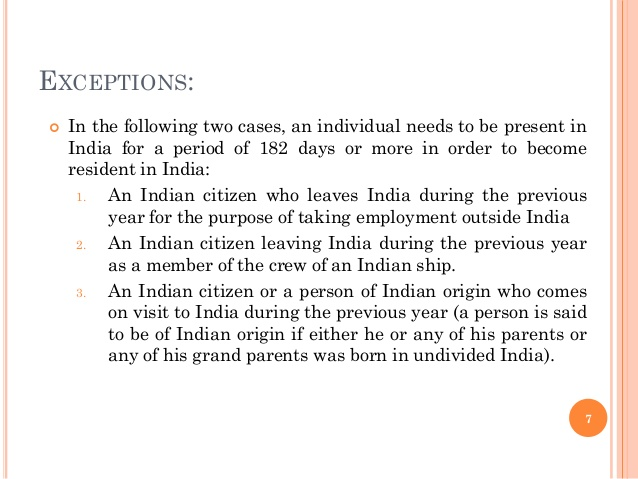 EXCEPTIONS:
In the following two cases, an individual needs to be present in
India for a period of 182 days or more in order to become
resident in India:
1. An Indian citizen who leaves India during the previous
year for the purpose of taking employment outside India
2. An Indian citizen leaving India during the previous year
as a member of the crew of an Indian ship.
3. An Indian citizen or a person of Indian origin who comes
on visit to India during the previous year (a person is said
to be of Indian origin if either he or any of his parents or
any of his grand parents was born in undivided India).
7